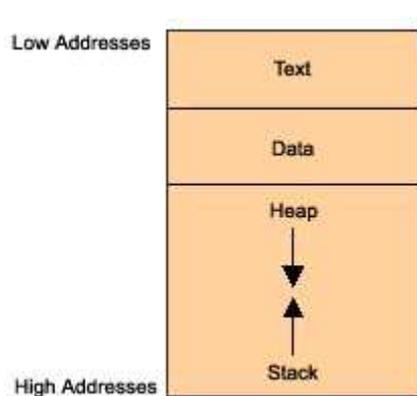 Low Addresses
Text
Data
Heap
Stack
High Addresses